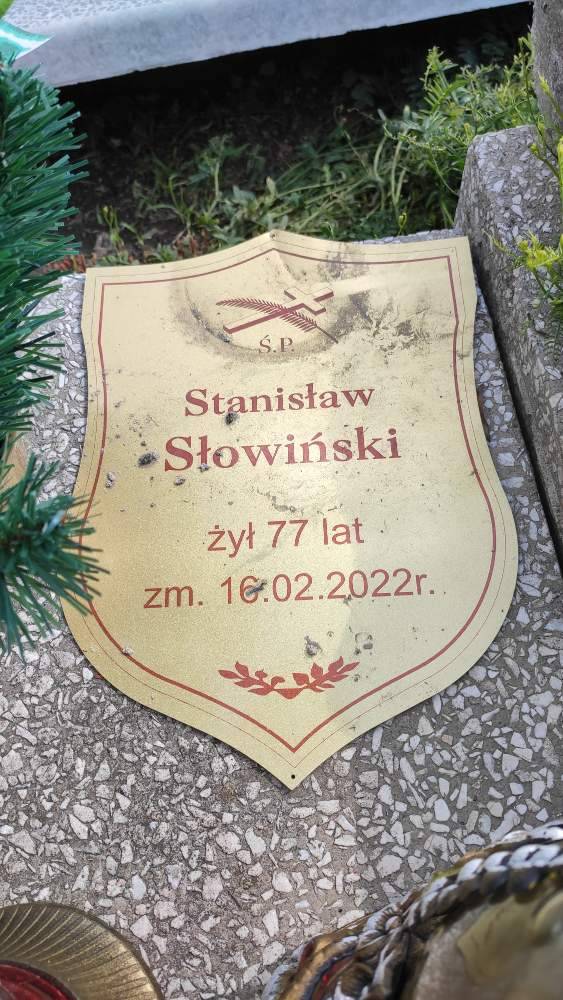 Ś.P.
Stanisław
Słowiński
żył 77 lat
zm. 16.02.2022r.